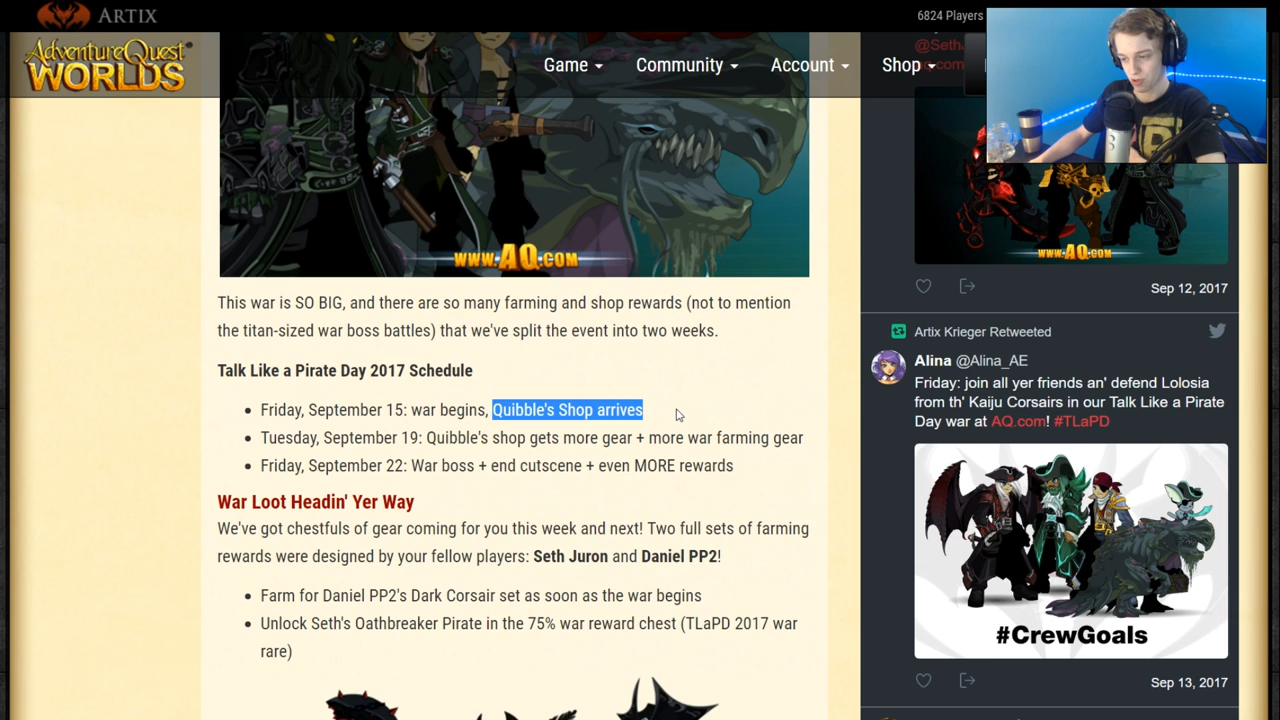 ARTIX
6824 Players
AdventureQuest
WORLDS
Game
Community
Account
Shop
www.AQ.com
This war is SO BIG, and there are so many farming and shop rewards (not to mention
the titan-sized war boss battles) that we've split the event into two weeks.
Talk Like a Pirate Day 2017 Schedule
Friday, September 15: war begins, Quibble's Shop arrives
Tuesday, September 19: Quibble's shop gets more gear + more war farming gear
Friday, September 22: War boss + end cutscene + even MORE rewards
War Loot Headin' Yer Way
We've got chestfuls of gear coming for you this week and next! Two full sets of farming
rewards were designed by your fellow players: Seth Juron and Daniel PP2!
Farm for Daniel PP2's Dark Corsair set as soon as the war begins
Unlock Seth's Oathbreaker Pirate in the 75% war reward chest (TLaPD 2017 war
rare)
www.AQ.com
Sep 12, 2017
Artix Krieger Retweeted
Alina @Alina_AE
Friday: join all yer friends an' defend Lolosia
from th' Kaiju Corsairs in our Talk Like a Pirate
Day war at AQ.com! #TLaPD
#CrewGoals
Sep 13, 2017